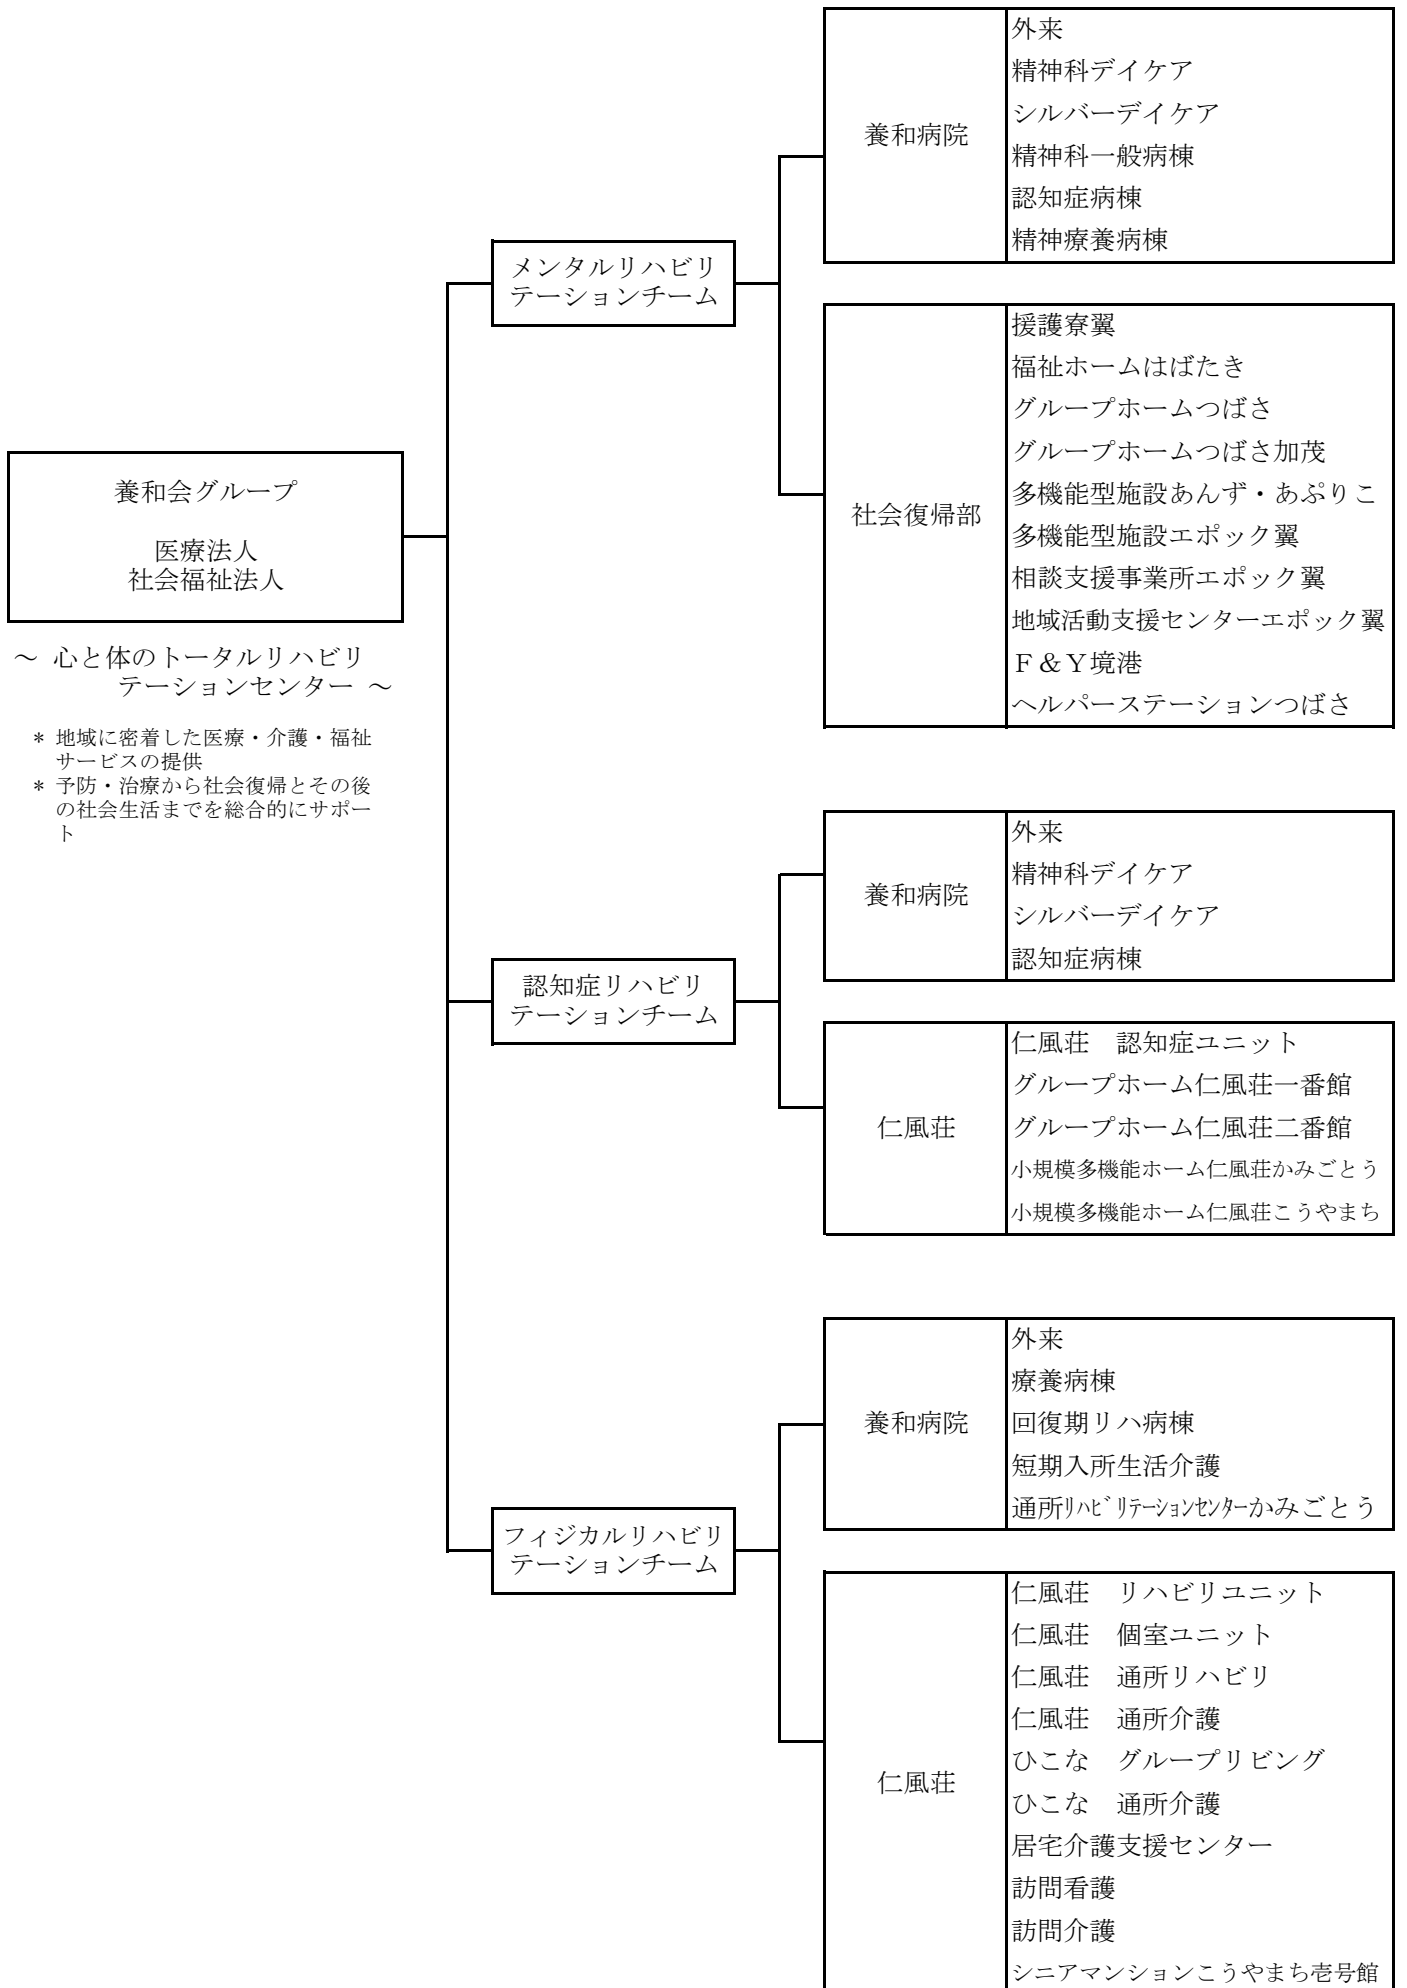 養和会グループ
医療法人
社会福祉法人
～ 心と体のトータルリハビリ
テーションセンター ～
* 地域に密着した医療・介護・福祉
サービスの提供
* 予防・治療から社会復帰とその後
の社会生活までを総合的にサポー
ト
メンタルリハビリ
テーションチーム
養和病院
外来
精神科デイケア
シルバーデイケア
精神科一般病棟
認知症病棟
精神療養病棟
社会復帰部
援護寮翼
福祉ホームはばたき
グループホームつばさ
グループホームつばさ加茂
多機能型施設あんず・あぷりこ
多機能型施設エポック翼
相談支援事業所エポック翼
地域活動支援センターエポック翼
Ｆ＆Ｙ境港
ヘルパーステーションつばさ
認知症リハビリ
テーションチーム
養和病院
外来
精神科デイケア
シルバーデイケア
認知症病棟
仁風荘
仁風荘　認知症ユニット
グループホーム仁風荘一番館
グループホーム仁風荘二番館
小規模多機能ホーム仁風荘かみごとう
小規模多機能ホーム仁風荘こうやまち
フィジカルリハビリ
テーションチーム
養和病院
外来
療養病棟
回復期リハ病棟
短期入所生活介護
通所ﾘﾊﾋﾞﾘﾃｰｼｮﾝｾﾝﾀｰかみごとう
仁風荘
仁風荘　リハビリユニット
仁風荘　個室ユニット
仁風荘　通所リハビリ
仁風荘　通所介護
ひこな　グループリビング
ひこな　通所介護
居宅介護支援センター
訪問看護
訪問介護
シニアマンションこうやまち壱号館